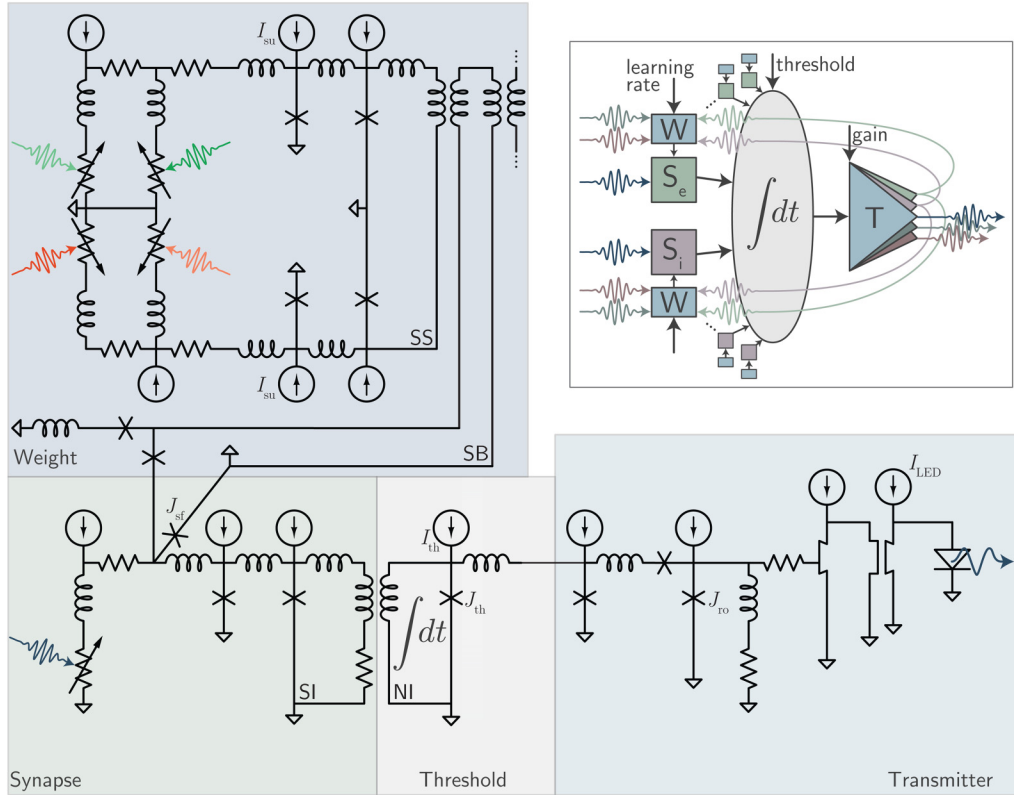 I_su
I_su
SS
Weight
SB
learning
rate
threshold
W
S_e
∫dt
gain
T
S_i
W
J_sf
SI
Synapse
I_th
J_th
∫dt
NI
Threshold
I_LED
J_ro
Transmitter